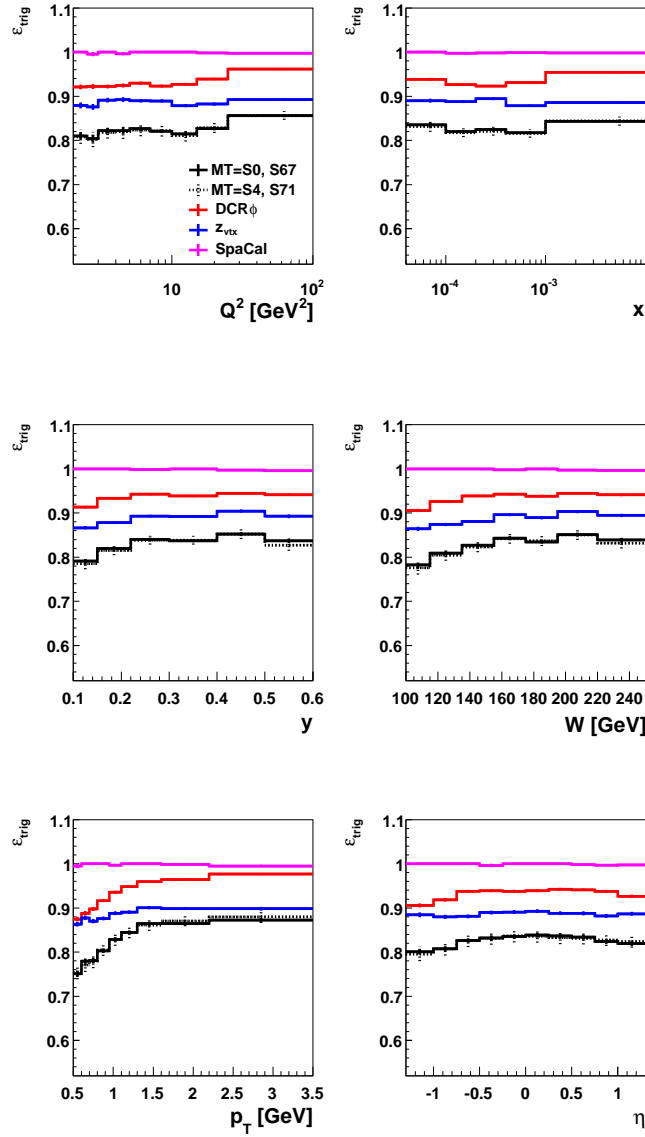 ε_trig
1
0.9
0.8
0.7
0.6
MT=S0, S67
MT=S4, S71
DCRϕ
z_vtx
SpaCal
10
10^2
Q^2 [GeV^2]
ε_trig
1
0.9
0.8
0.7
0.6
10^-4
10^-3
x
ε_trig
1.1
1
0.9
0.8
0.7
0.6
0.1 0.2 0.3 0.4 0.5 0.6
y
ε_trig
1.1
1
0.9
0.8
0.7
0.6
100 120 140 160 180 200 220 240
W [GeV]
ε_trig
1.1
1
0.9
0.8
0.7
0.6
0.5 1 1.5 2 2.5 3 3.5
p_T [GeV]
ε_trig
1.1
1
0.9
0.8
0.7
0.6
-1 -0.5 0 0.5 1
η